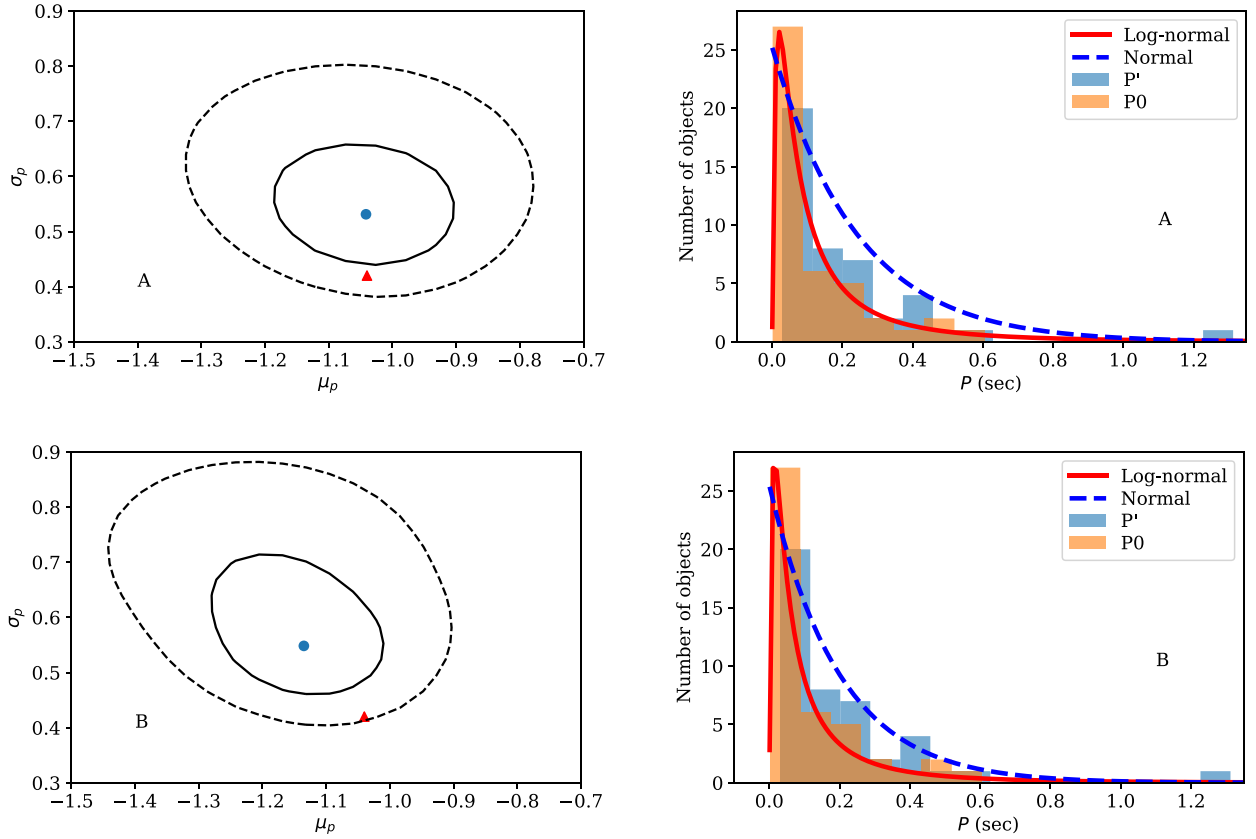 0.9
0.8
0.7
0.6
0.5
0.4
0.3
σp
A
−1.5 −1.4 −1.3 −1.2 −1.1 −1.0 −0.9 −0.8 −0.7
μp
25
20
15
10
5
0
Number of objects
Log-normal
Normal
P'
P0
A
0.0 0.2 0.4 0.6 0.8 1.0 1.2
P (sec)
0.9
0.8
0.7
0.6
0.5
0.4
0.3
σp
B
−1.5 −1.4 −1.3 −1.2 −1.1 −1.0 −0.9 −0.8 −0.7
μp
25
20
15
10
5
0
Number of objects
Log-normal
Normal
P'
P0
B
0.0 0.2 0.4 0.6 0.8 1.0 1.2
P (sec)